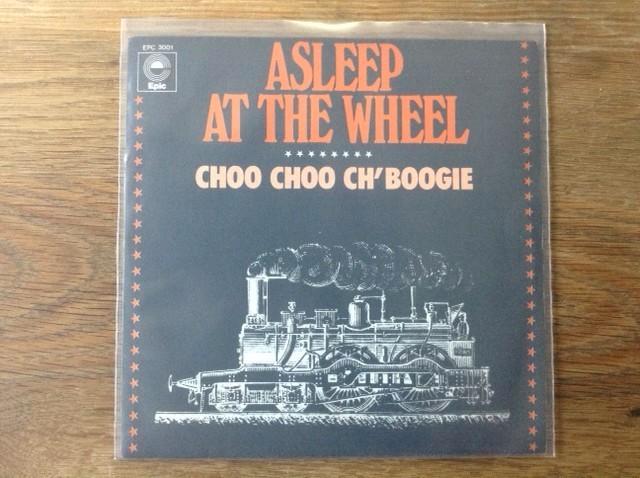 EPC 3001
Epic
ASLEEP
AT THE WHEEL
CHOO CHOO CH'BOOGIE